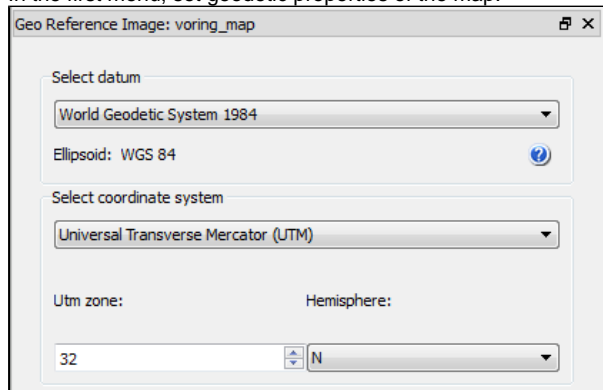 In the first menu, set geodetic properties of the map.
Geo Reference Image: voring_map
Select datum
World Geodetic System 1984
Ellipsoid: WGS 84
Select coordinate system
Universal Transverse Mercator (UTM)
Utm zone: Hemisphere:
32 N